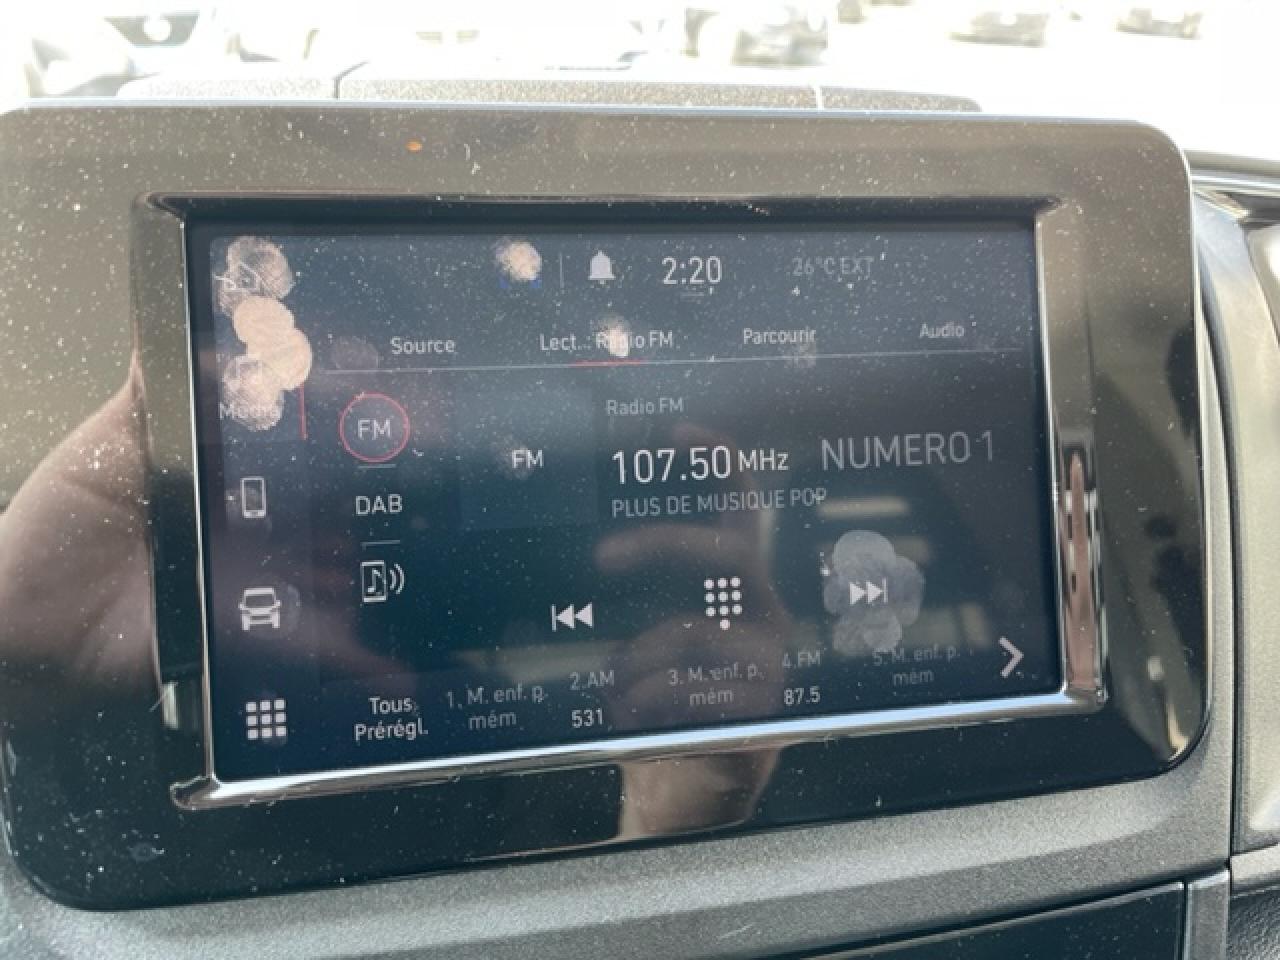 2:20 26°C EXT
Source Lect. Radio FM Parcourir Audio
Média
FM
DAB
Radio FM
FM 107.50 MHz NUMERO 1
PLUS DE MUSIQUE POP
Tous
Prérégl.
1. M. enf. p.
mém
2.AM
531
3. M. enf. p.
mém
4.FM
87.5
5. M. enf. p.
mém